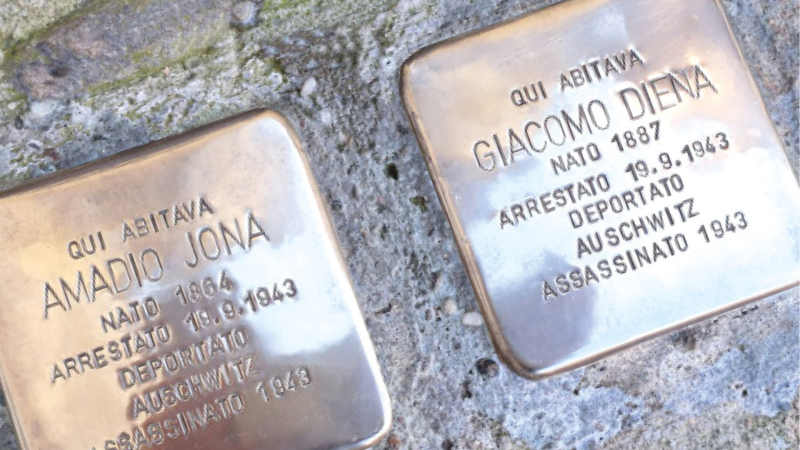 QUI ABITAVA
AMADIO JONA
NATO 1864
ARRESTATO 19.9.1943
DEPORTATO
AUSCHWITZ
ASSASSINATO 1943
QUI ABITAVA
GIACOMO DIENA
NATO 1887
ARRESTATO 19.9.1943
DEPORTATO
AUSCHWITZ
ASSASSINATO 1943